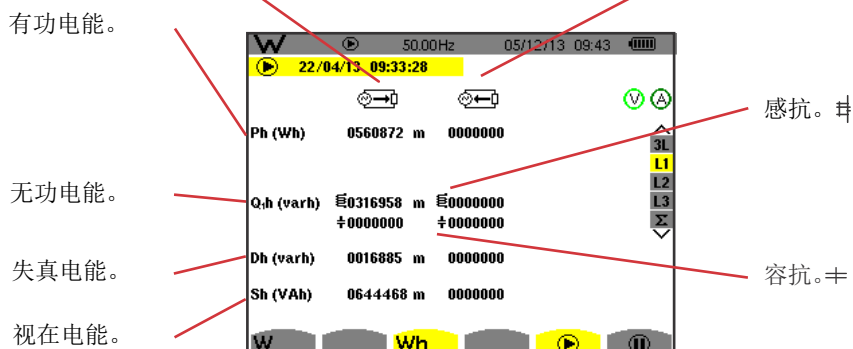 有功电能。
W 50.00Hz 05/12/13 09:43
22/04/13 09:33:28
V A
感抗。
Ph (Wh) 0560872 m 0000000
3L
L1
L2
L3
Σ
无功电能。
Q₁h (varh) 0316958 m 0000000
0000000 0000000
失真电能。
Dh (varh) 0016885 m 0000000
容抗。
Sh (VAh) 0644468 m 0000000
视在电能。
W Wh